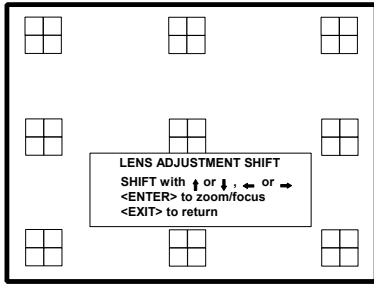 LENS ADJUSTMENT SHIFT
SHIFT with ↑ or ↓ , ← or →
<ENTER> to zoom/focus
<EXIT> to return